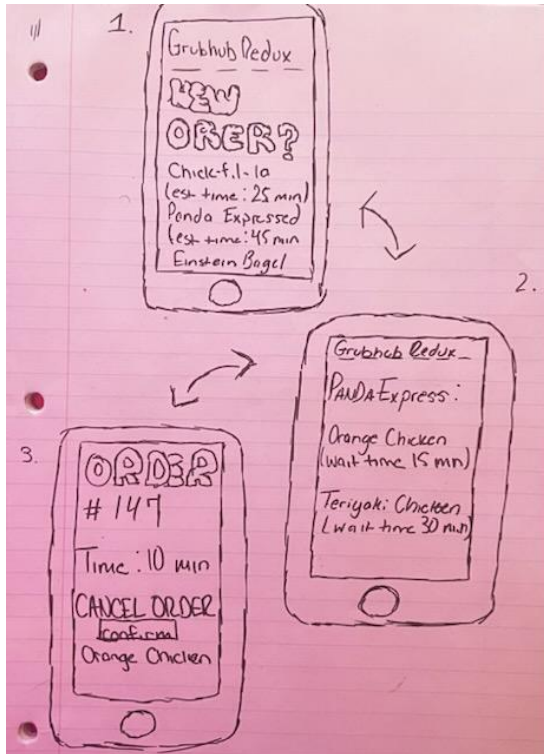 1.
Grubhub Redux
NEW
ORER?
Chick-fil-la
(est time: 25 min)
Panda Expressed
(est time: 45 min
Einstein Bagel
2.
Grubhub Redux
PANDA Express:
Orange Chicken
(wait time 15 min)
Teriyaki Chicken
(wait time 30 min)
3.
ORDER
# 147
Time: 10 min
CANCEL ORDER
confirm
Orange Chicken